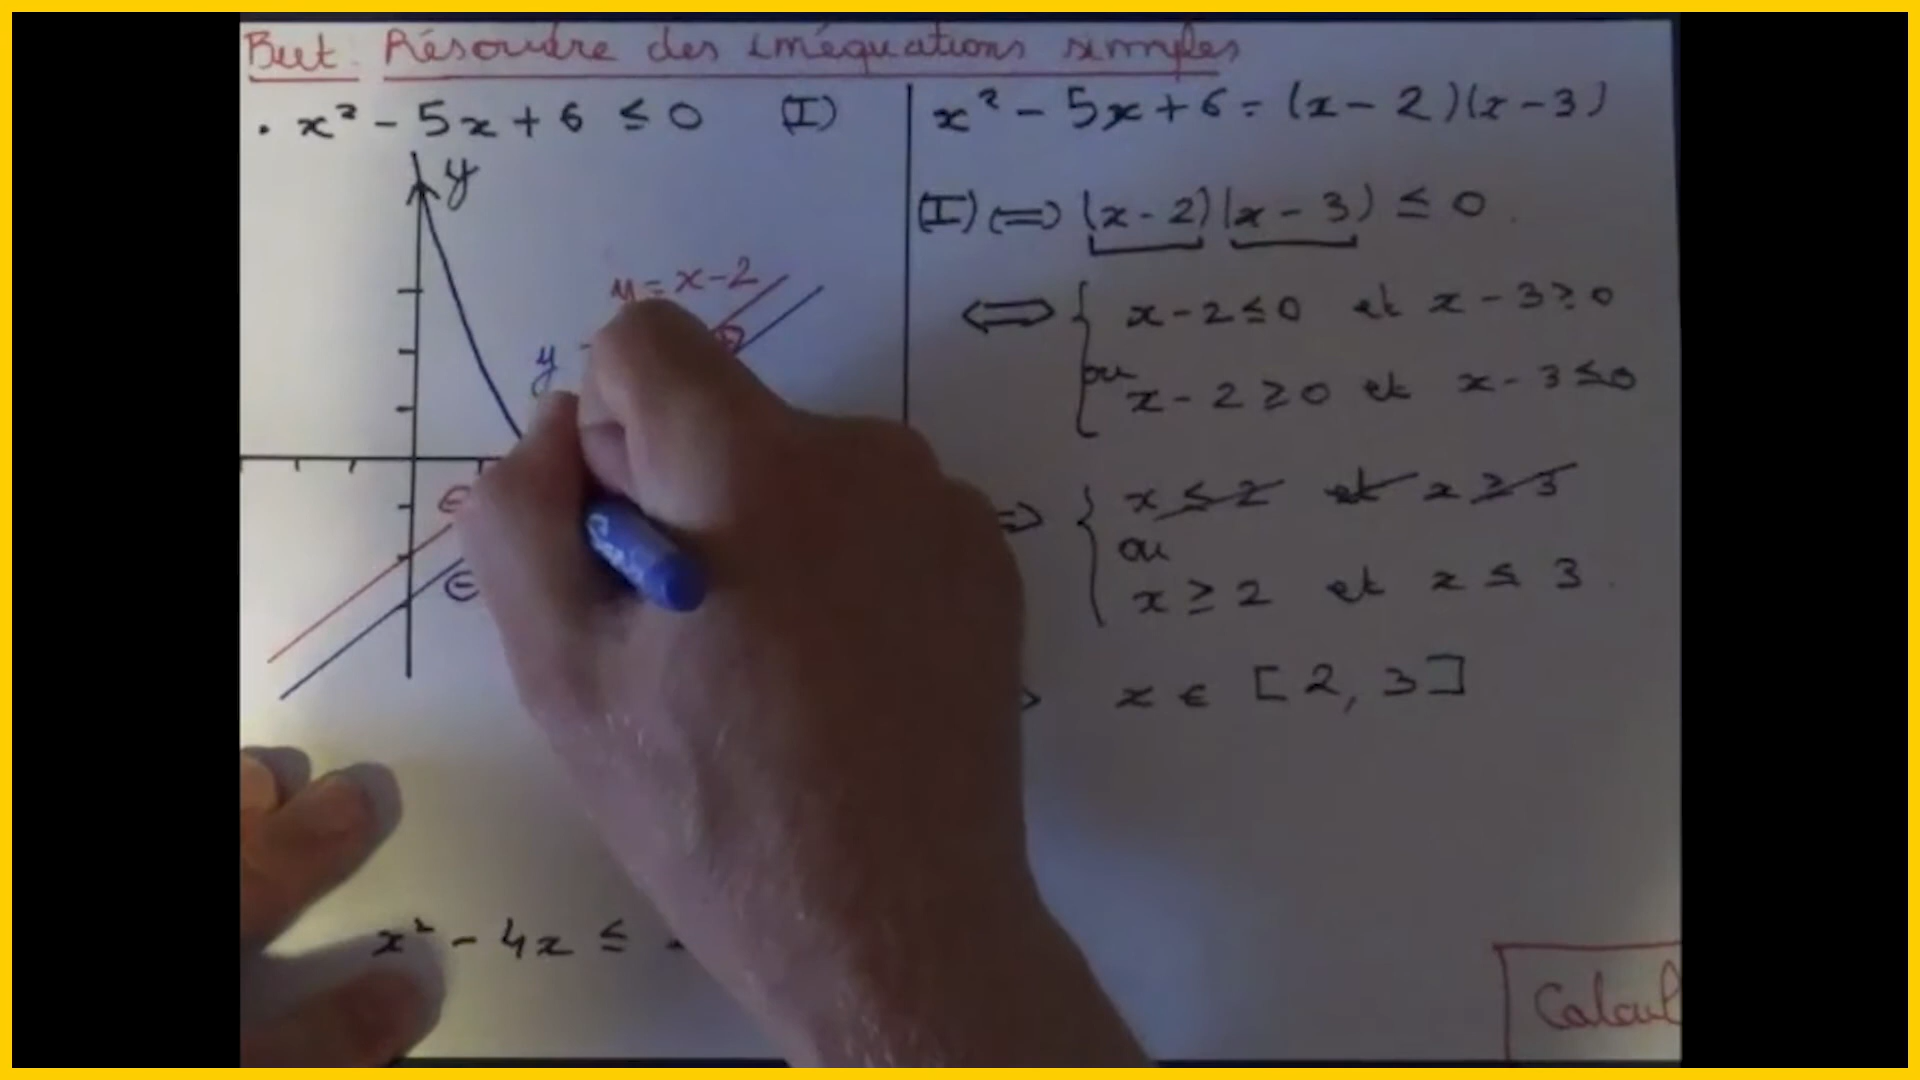 But: Résoudre des inéquations simples
. x² - 5x + 6 ≤ 0 (I)
y
y = x - 2
y
⊖
⊖
x² - 4x ≤
x² - 5x + 6 = (x - 2)(x - 3)
(I) ⟺ (x - 2)(x - 3) ≤ 0
⟺ { x - 2 ≤ 0 et x - 3 ≥ 0
ou
x - 2 ≥ 0 et x - 3 ≤ 0
⇒ { x ≤ 2 et x ≥ 3
ou
x ≥ 2 et x ≤ 3
x ∈ [2, 3]
Calcul